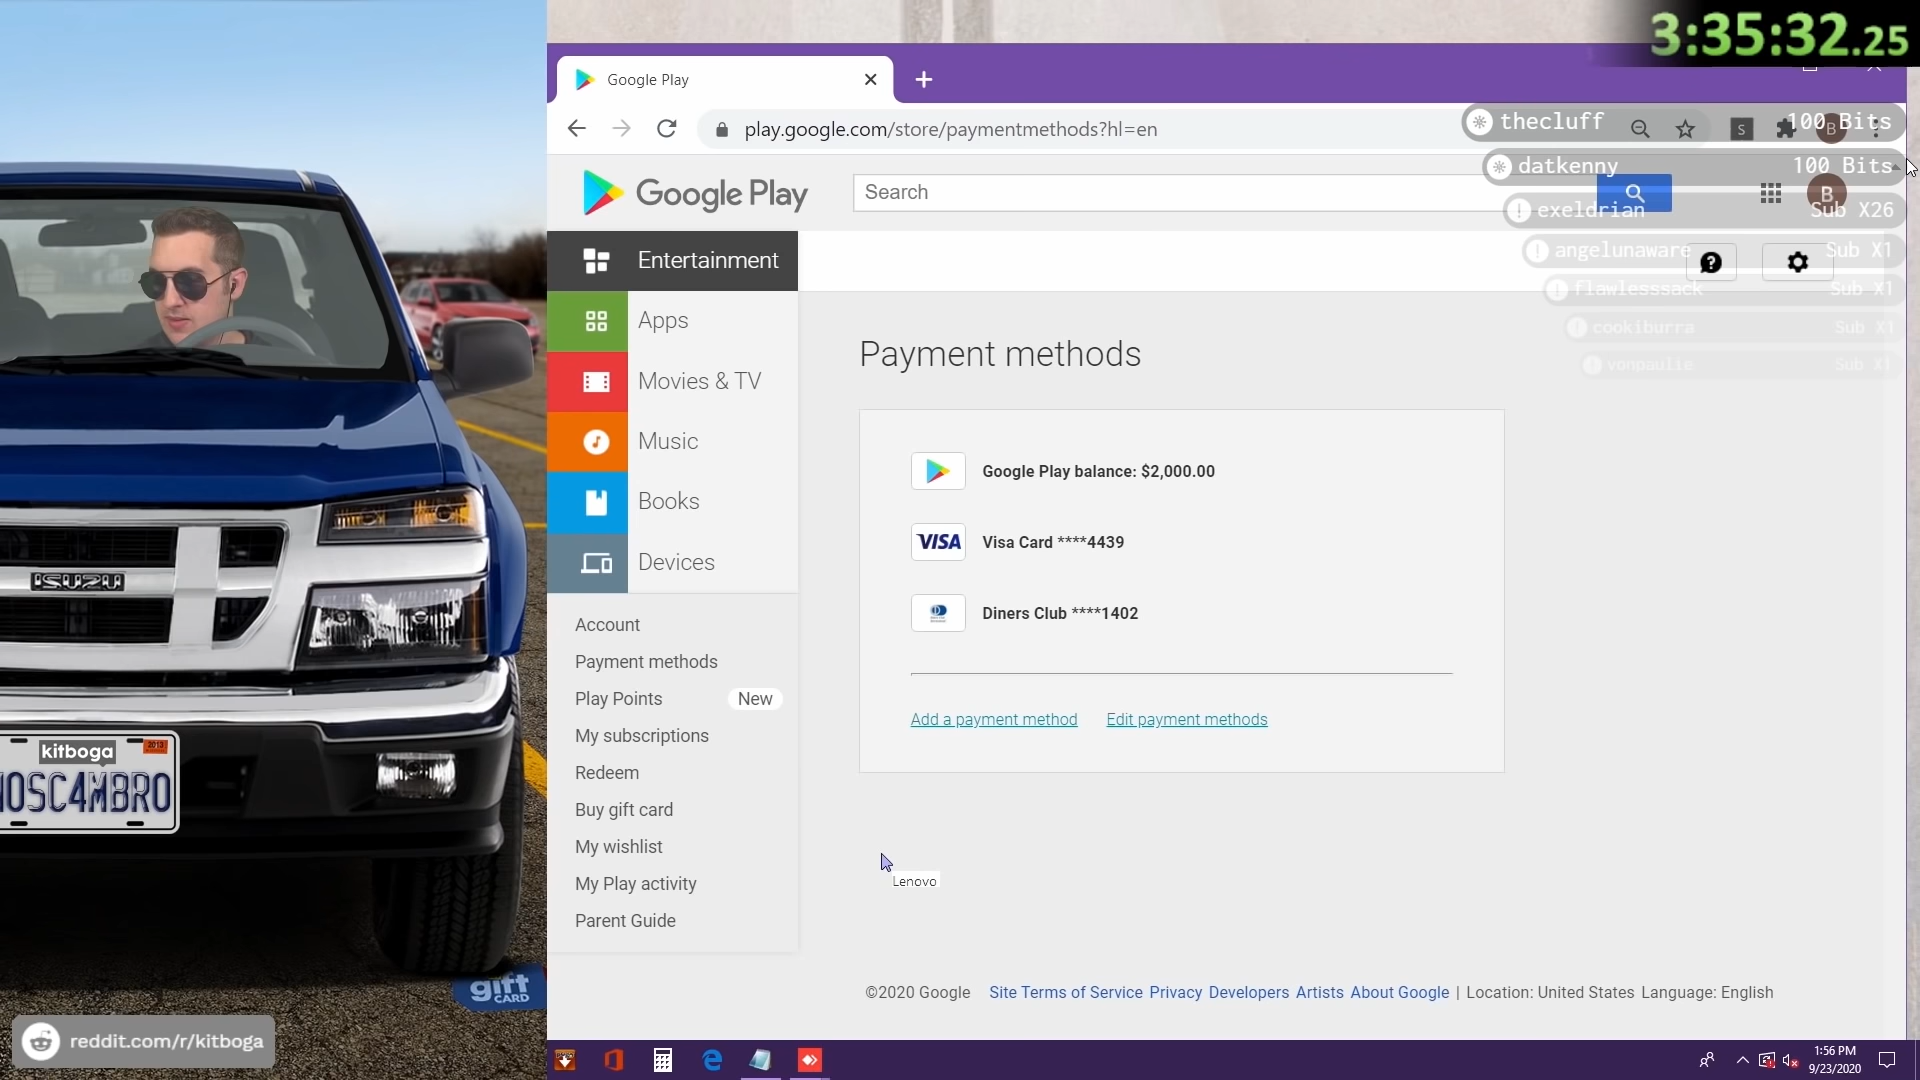 3:35:32.25
Google Play
play.google.com/store/paymentmethods?hl=en
thecluff 100 Bits
datkenny 100 Bits
exeldrian Sub X26
angelunaware Sub X1
flawlesssack Sub X1
cookiburra Sub X1
vonpaulie Sub X1
S
B
Google Play
Search
B
Entertainment
Apps
Movies & TV
Music
Books
Devices
Account
Payment methods
Play Points New
My subscriptions
Redeem
Buy gift card
My wishlist
My Play activity
Parent Guide
Payment methods
Google Play balance: $2,000.00
VISA Visa Card ****4439
Diners Club ****1402
Add a payment method Edit payment methods
Lenovo
©2020 Google Site Terms of Service Privacy Developers Artists About Google | Location: United States Language: English
ISUZU
kitboga
2013
NOSC4MBRO
gift
CARD
reddit.com/r/kitboga
1:56 PM
9/23/2020